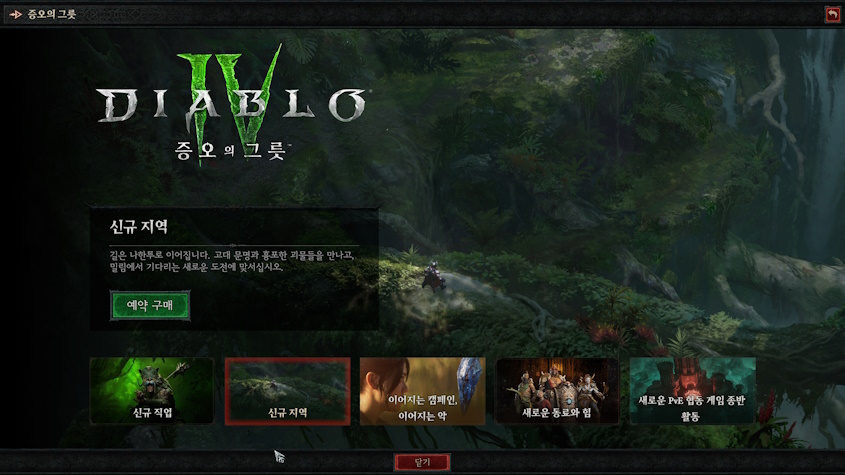 증오의 그릇
DIABLO
IV
증오의 그릇™
신규 지역
길은 나한투로 이어집니다. 고대 문명과 흉포한 괴물들을 만나고,
밀림에서 기다리는 새로운 도전에 맞서십시오.
예약 구매
신규 직업
신규 지역
이어지는 캠페인,
이어지는 악
새로운 동료와 힘
새로운 PvE 협동 게임 종반
활동
닫기